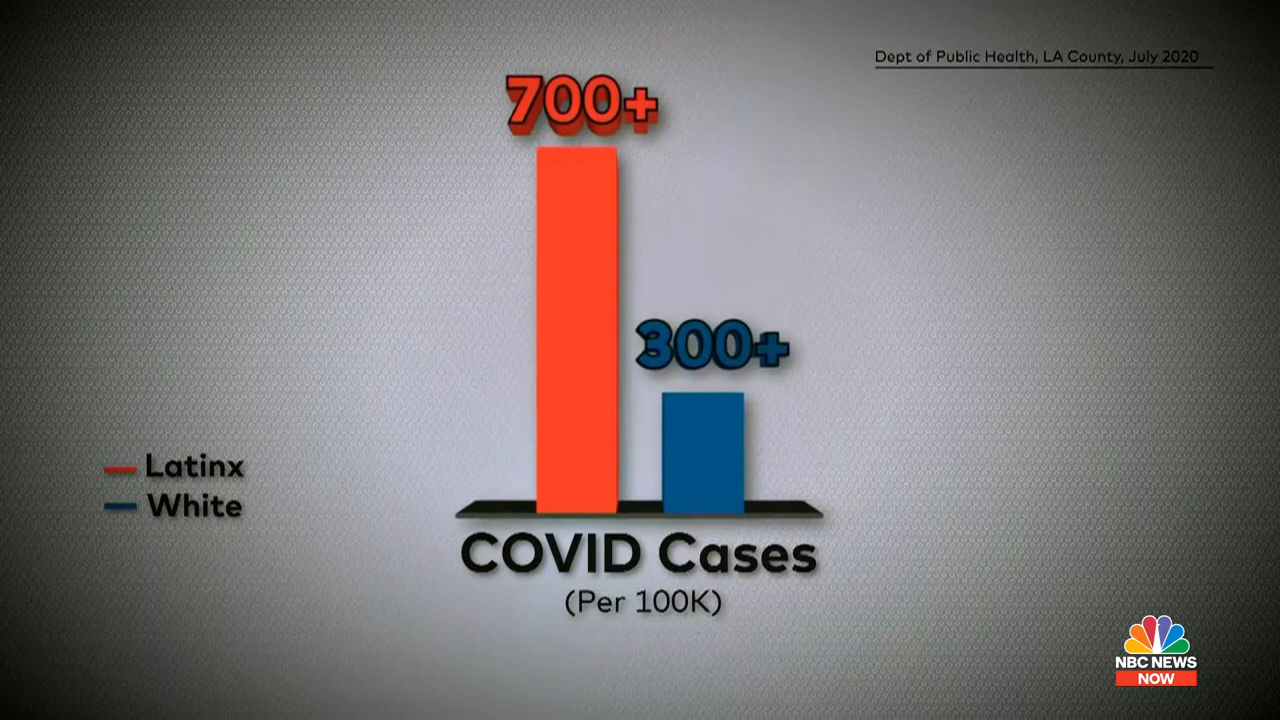 Dept of Public Health, LA County, July 2020
700+
300+
Latinx
White
COVID Cases
(Per 100K)
NBC NEWS
NOW